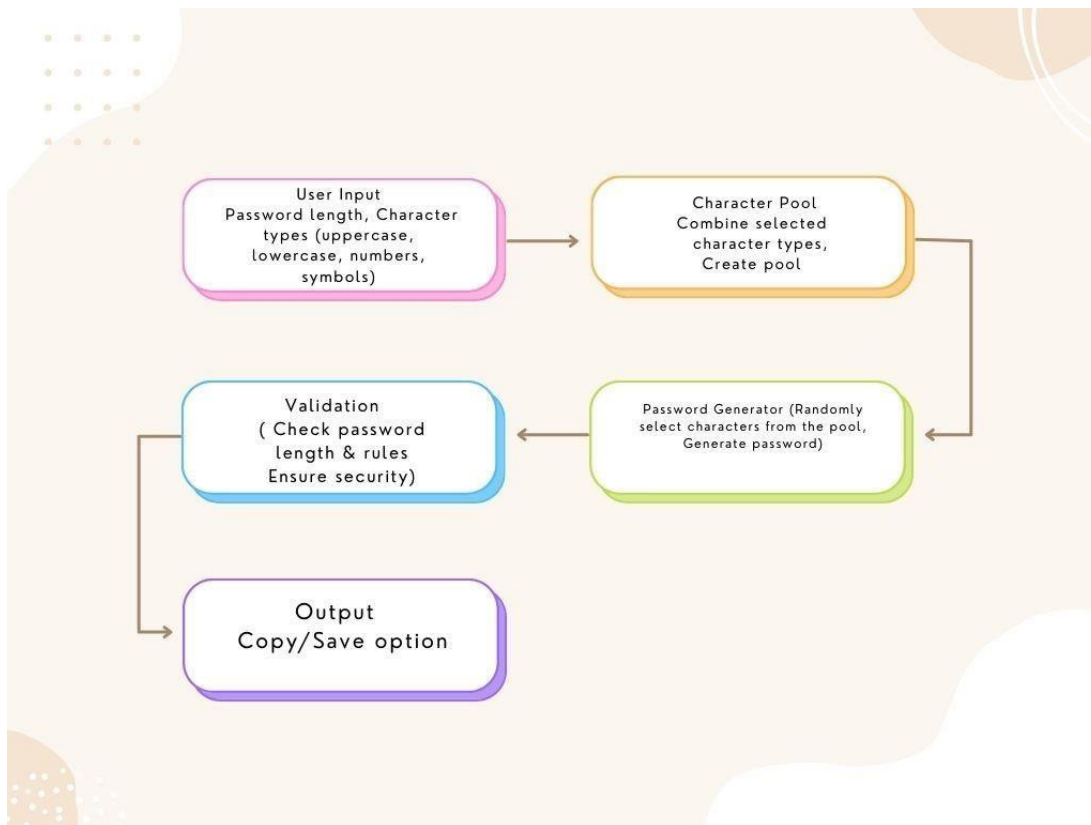 User Input
Password length, Character
types (uppercase,
lowercase, numbers,
symbols)
Character Pool
Combine selected
character types,
Create pool
Password Generator (Randomly
select characters from the pool,
Generate password)
Validation
( Check password
length & rules
Ensure security)
Output
Copy/Save option